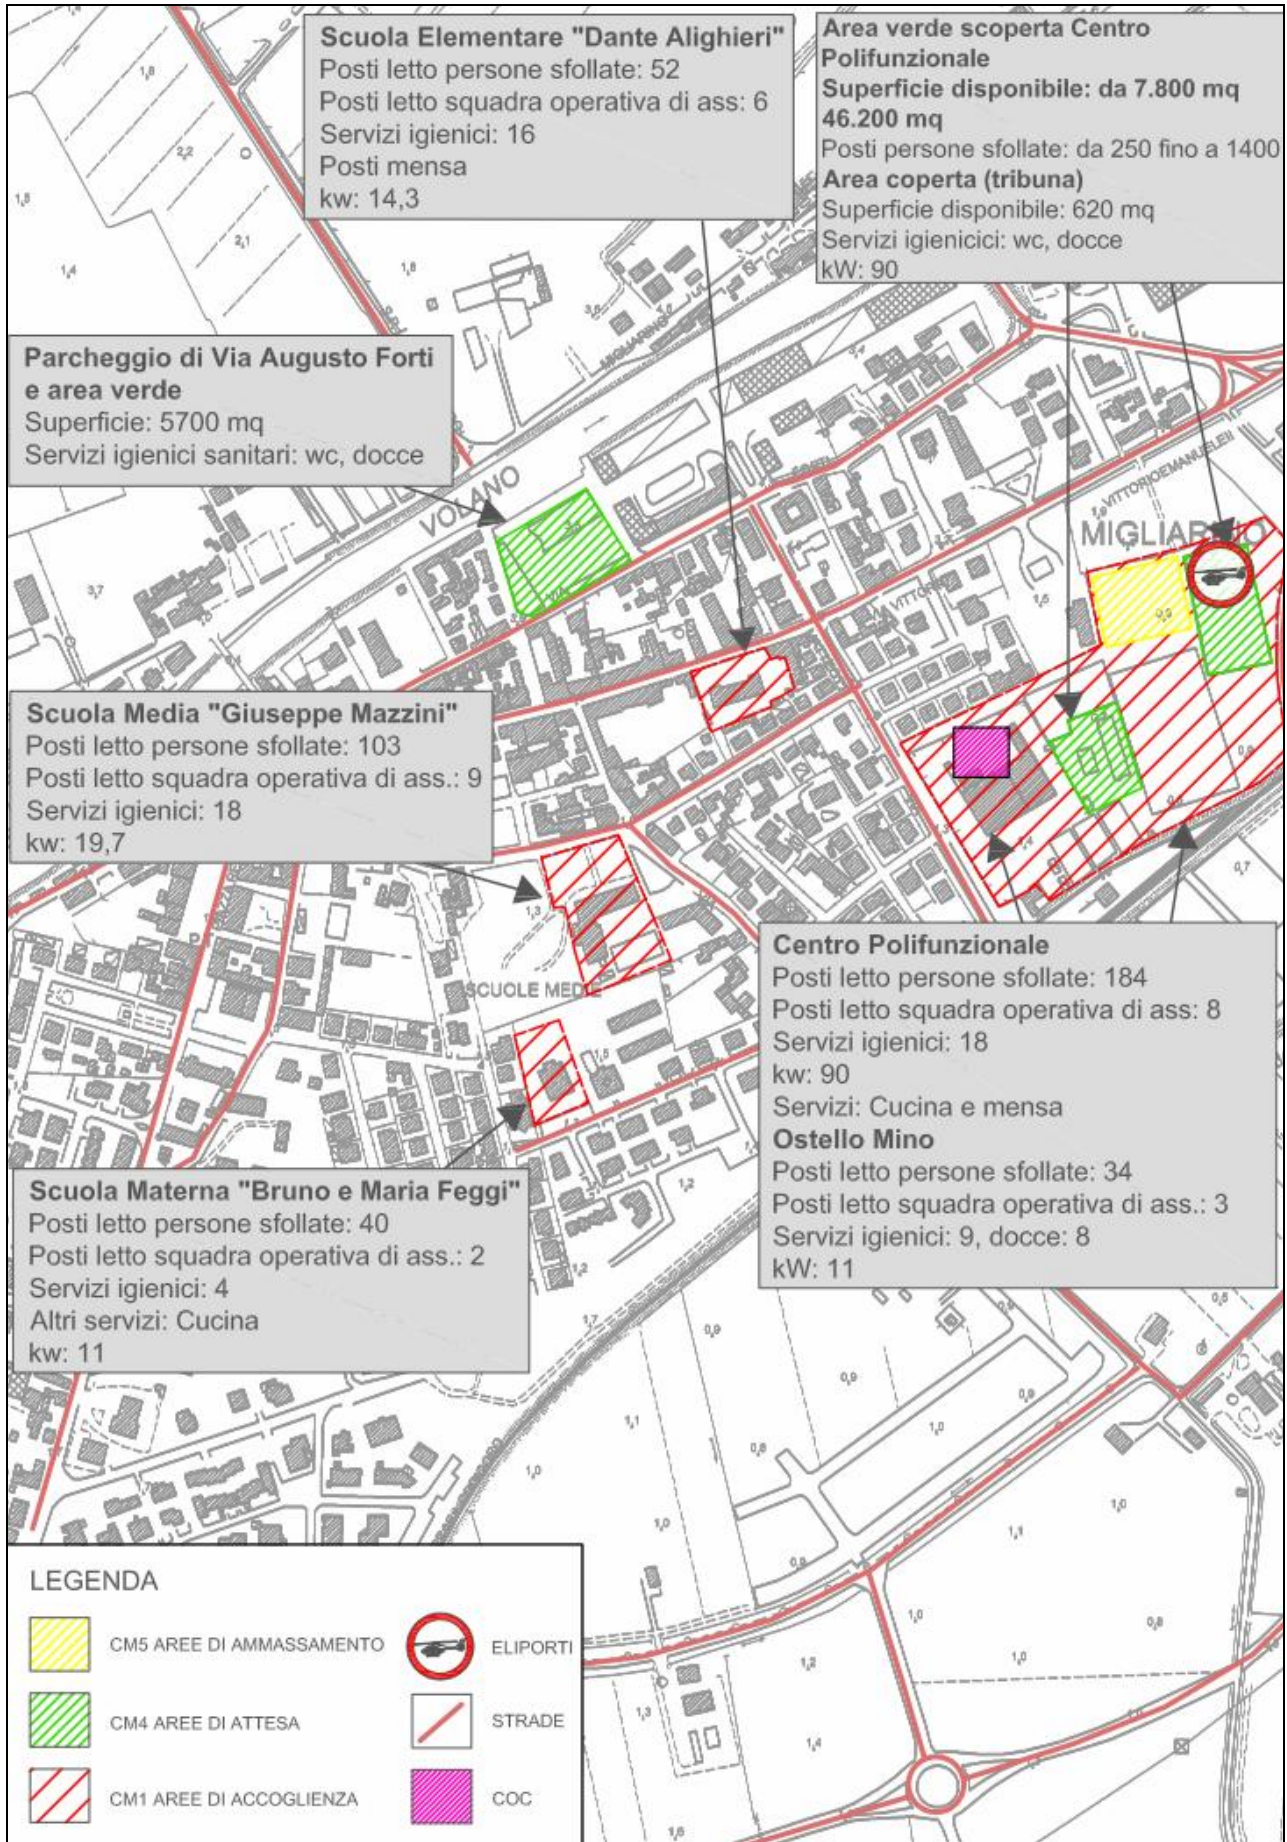 Scuola Elementare "Dante Alighieri"
Posti letto persone sfollate: 52
Posti letto squadra operativa di ass: 6
Servizi igienici: 16
Posti mensa
kw: 14,3
Area verde scoperta Centro
Polifunzionale
Superficie disponibile: da 7.800 mq
46.200 mq
Posti persone sfollate: da 250 fino a 1400
Area coperta (tribuna)
Superficie disponibile: 620 mq
Servizi igienicici: wc, docce
kW: 90
Parcheggio di Via Augusto Forti
e area verde
Superficie: 5700 mq
Servizi igienici sanitari: wc, docce
VOLANO
VITTORIOEMANUELEII
Scuola Media "Giuseppe Mazzini"
Posti letto persone sfollate: 103
Posti letto squadra operativa di ass.: 9
Servizi igienici: 18
kw: 19,7
SCUOLE MEDIE
Centro Polifunzionale
Posti letto persone sfollate: 184
Posti letto squadra operativa di ass: 8
Servizi igienici: 18
kw: 90
Servizi: Cucina e mensa
Ostello Mino
Posti letto persone sfollate: 34
Posti letto squadra operativa di ass.: 3
Servizi igienici: 9, docce: 8
kW: 11
Scuola Materna "Bruno e Maria Feggi"
Posti letto persone sfollate: 40
Posti letto squadra operativa di ass.: 2
Servizi igienici: 4
Altri servizi: Cucina
kw: 11
LEGENDA
CM5 AREE DI AMMASSAMENTO
ELIPORTI
CM4 AREE DI ATTESA
STRADE
CM1 AREE DI ACCOGLIENZA
COC